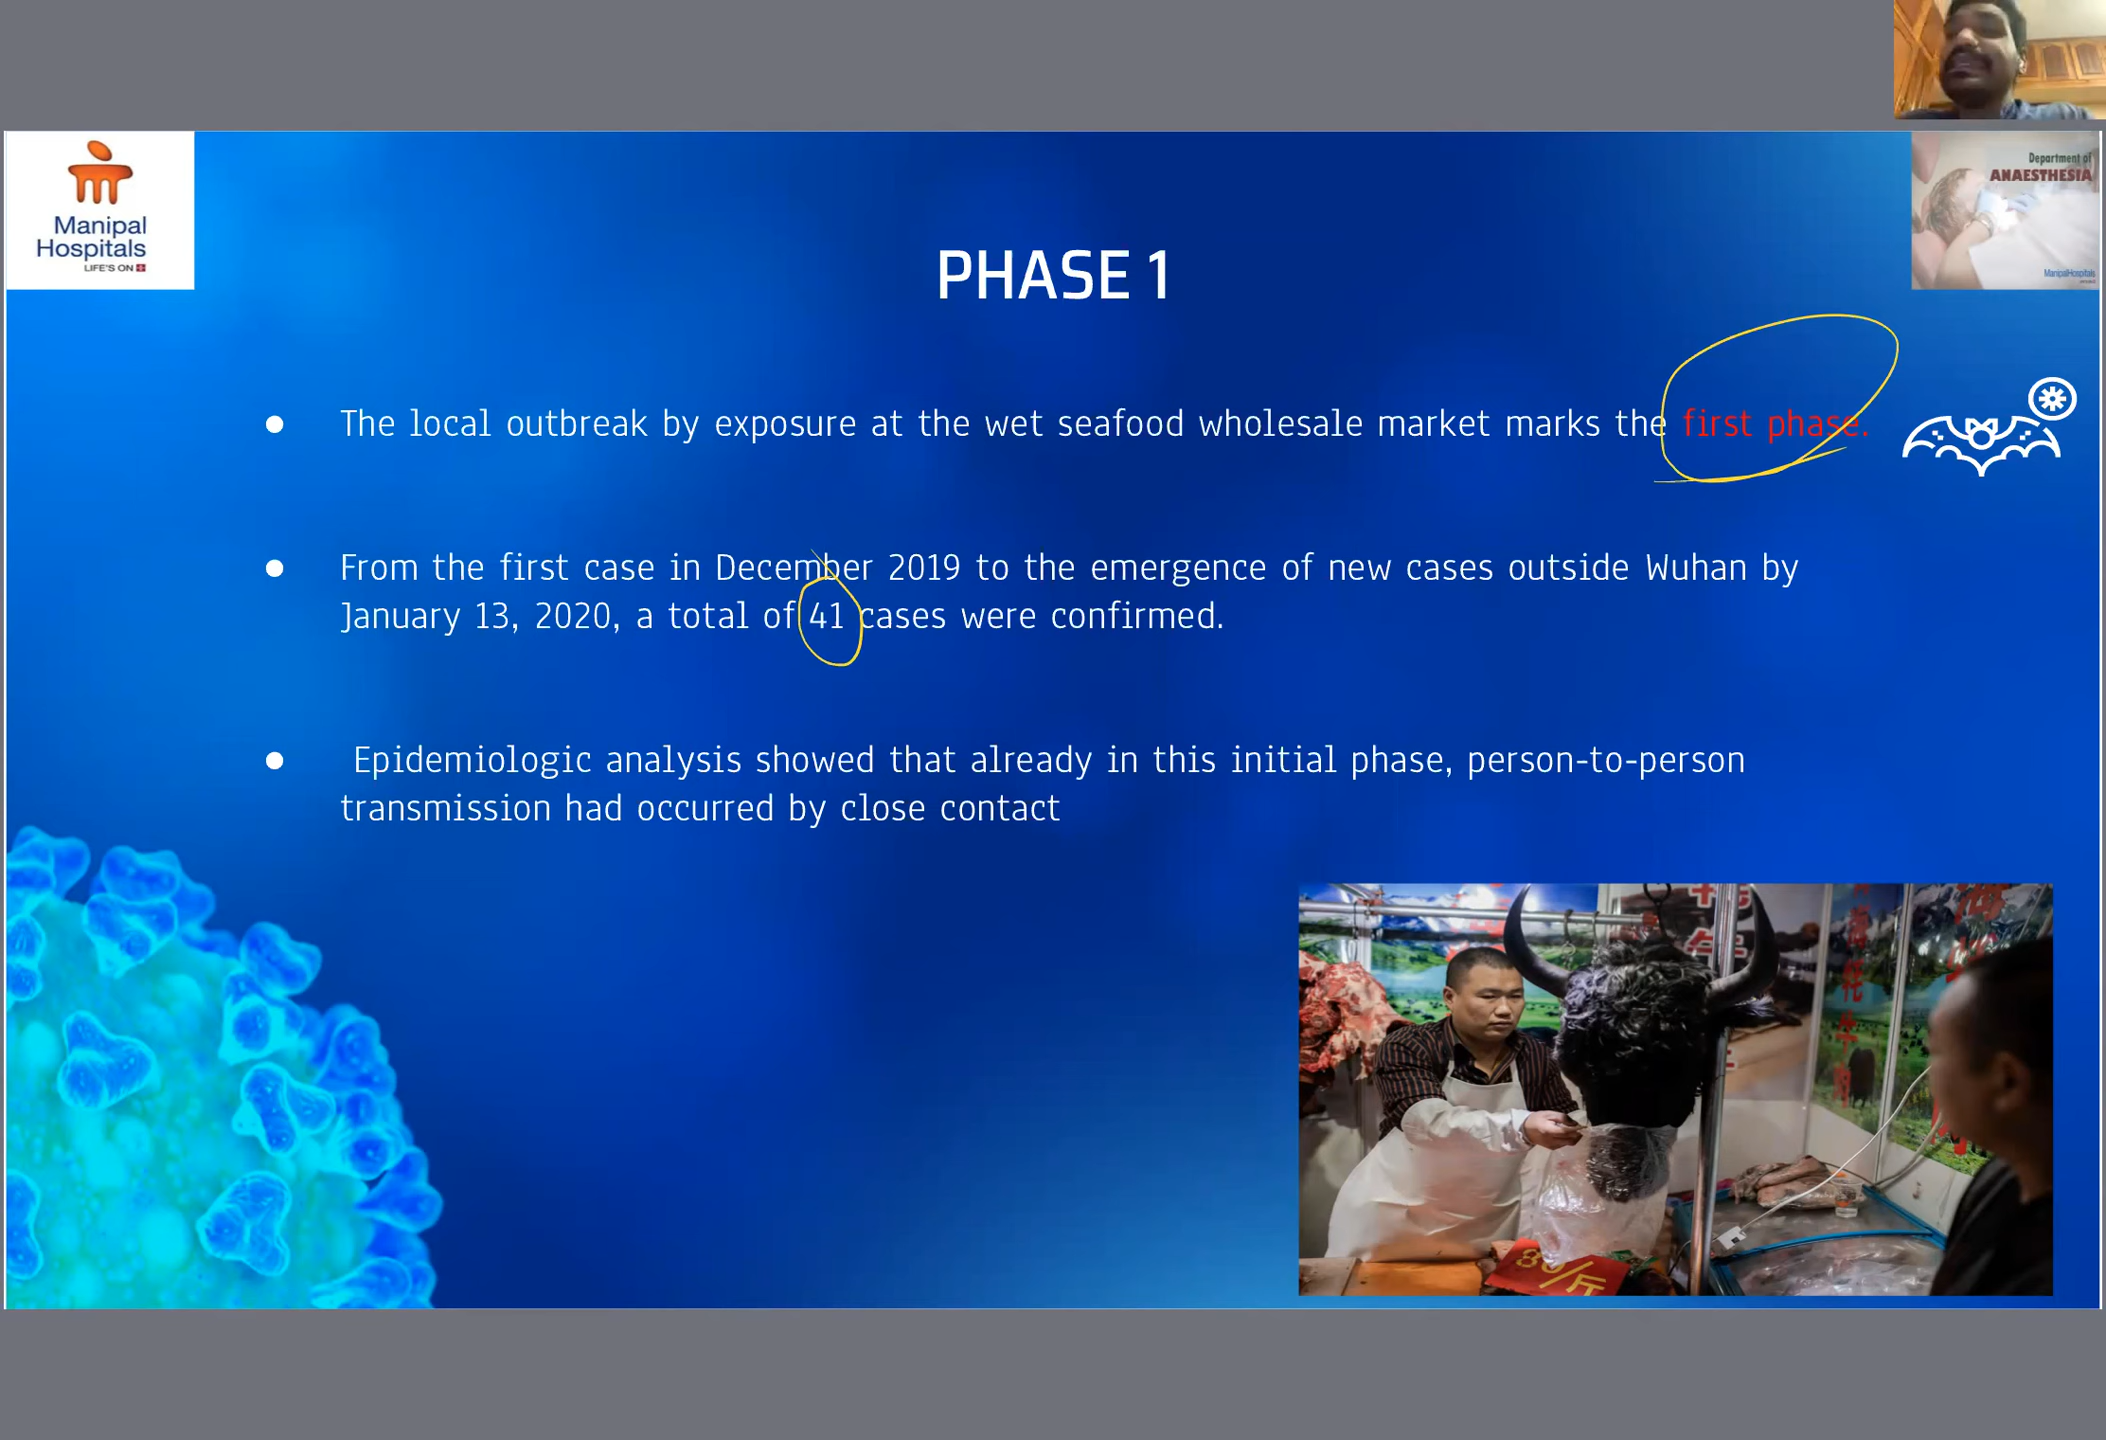 Manipal
Hospitals
LIFE'S ON
Department of
ANAESTHESIA
ManipalHospitals
PHASE 1
● The local outbreak by exposure at the wet seafood wholesale market marks the first phase.
● From the first case in December 2019 to the emergence of new cases outside Wuhan by
January 13, 2020, a total of 41 cases were confirmed.
● Epidemiologic analysis showed that already in this initial phase, person-to-person
transmission had occurred by close contact
80/斤